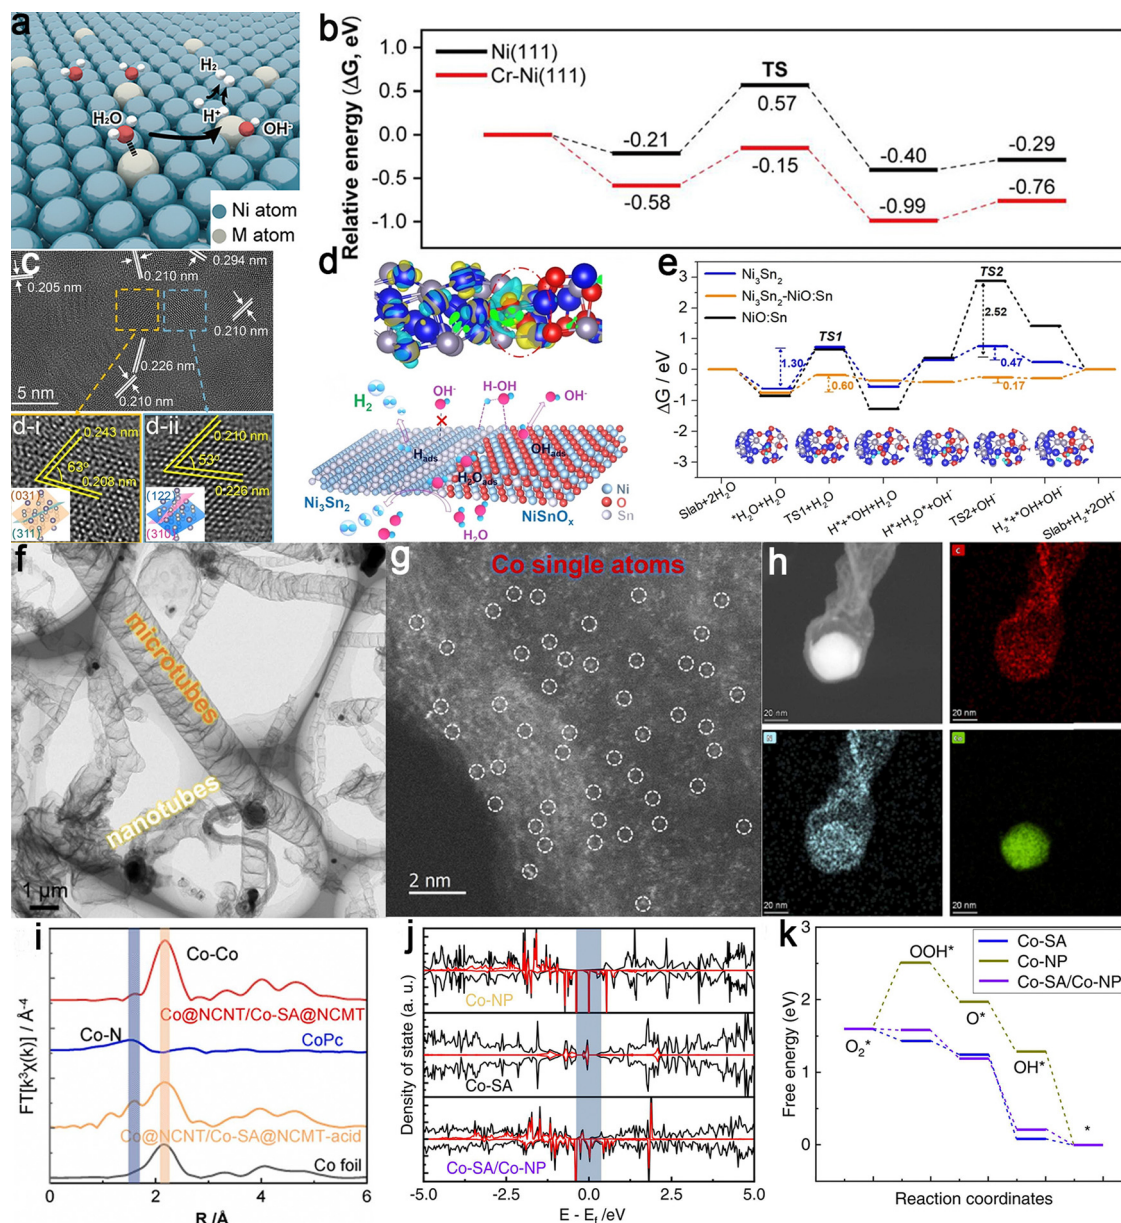 a
H₂
H₂O
H⁺
OH⁻
Ni atom
M atom
b
Relative energy (ΔG, eV)
1.0
0.5
0.0
-0.5
-1.0
Ni(111)
Cr-Ni(111)
TS
0.57
-0.21
-0.15
-0.40
-0.29
-0.58
-0.99
-0.76
c
0.205 nm
0.210 nm
0.294 nm
0.210 nm
0.226 nm
0.210 nm
5 nm
d-i
0.243 nm
63°
0.208 nm
(031)
(311)
d-ii
0.210 nm
53°
0.226 nm
(122)
(310)
d
H₂
OH⁻
H-OH
OH⁻
H_ads
OH_ads
H₂O_ads
Ni₃Sn₂
NiSnOₓ
H₂O
Ni
O
Sn
e
ΔG / eV
3
2
1
0
-1
-2
-3
Ni₃Sn₂
Ni₃Sn₂-NiO:Sn
NiO:Sn
TS1
TS2
1.30
0.60
2.52
0.47
0.17
Slab+2H₂O
*H₂O+H₂O
TS1+H₂O
H*+*OH+H₂O
H*+H₂O*+OH⁻
TS2+OH⁻
H₂+*OH+OH⁻
Slab+H₂+2OH⁻
f
microtubes
nanotubes
1 µm
g
Co single atoms
2 nm
h
20 nm
C
20 nm
20 nm
20 nm
i
FT[k³χ(k)] / Å⁻⁴
Co-Co
Co@NCNT/Co-SA@NCMT
Co-N
CoPc
Co@NCNT/Co-SA@NCMT-acid
Co foil
0
2
4
6
R /Å
j
Density of state (a. u.)
Co-NP
Co-SA
Co-SA/Co-NP
-5.0
-2.5
0.0
2.5
5.0
E - E_f /eV
k
Free energy (eV)
3
1.5
0
Co-SA
Co-NP
Co-SA/Co-NP
OOH*
O₂*
O*
OH*
*
Reaction coordinates